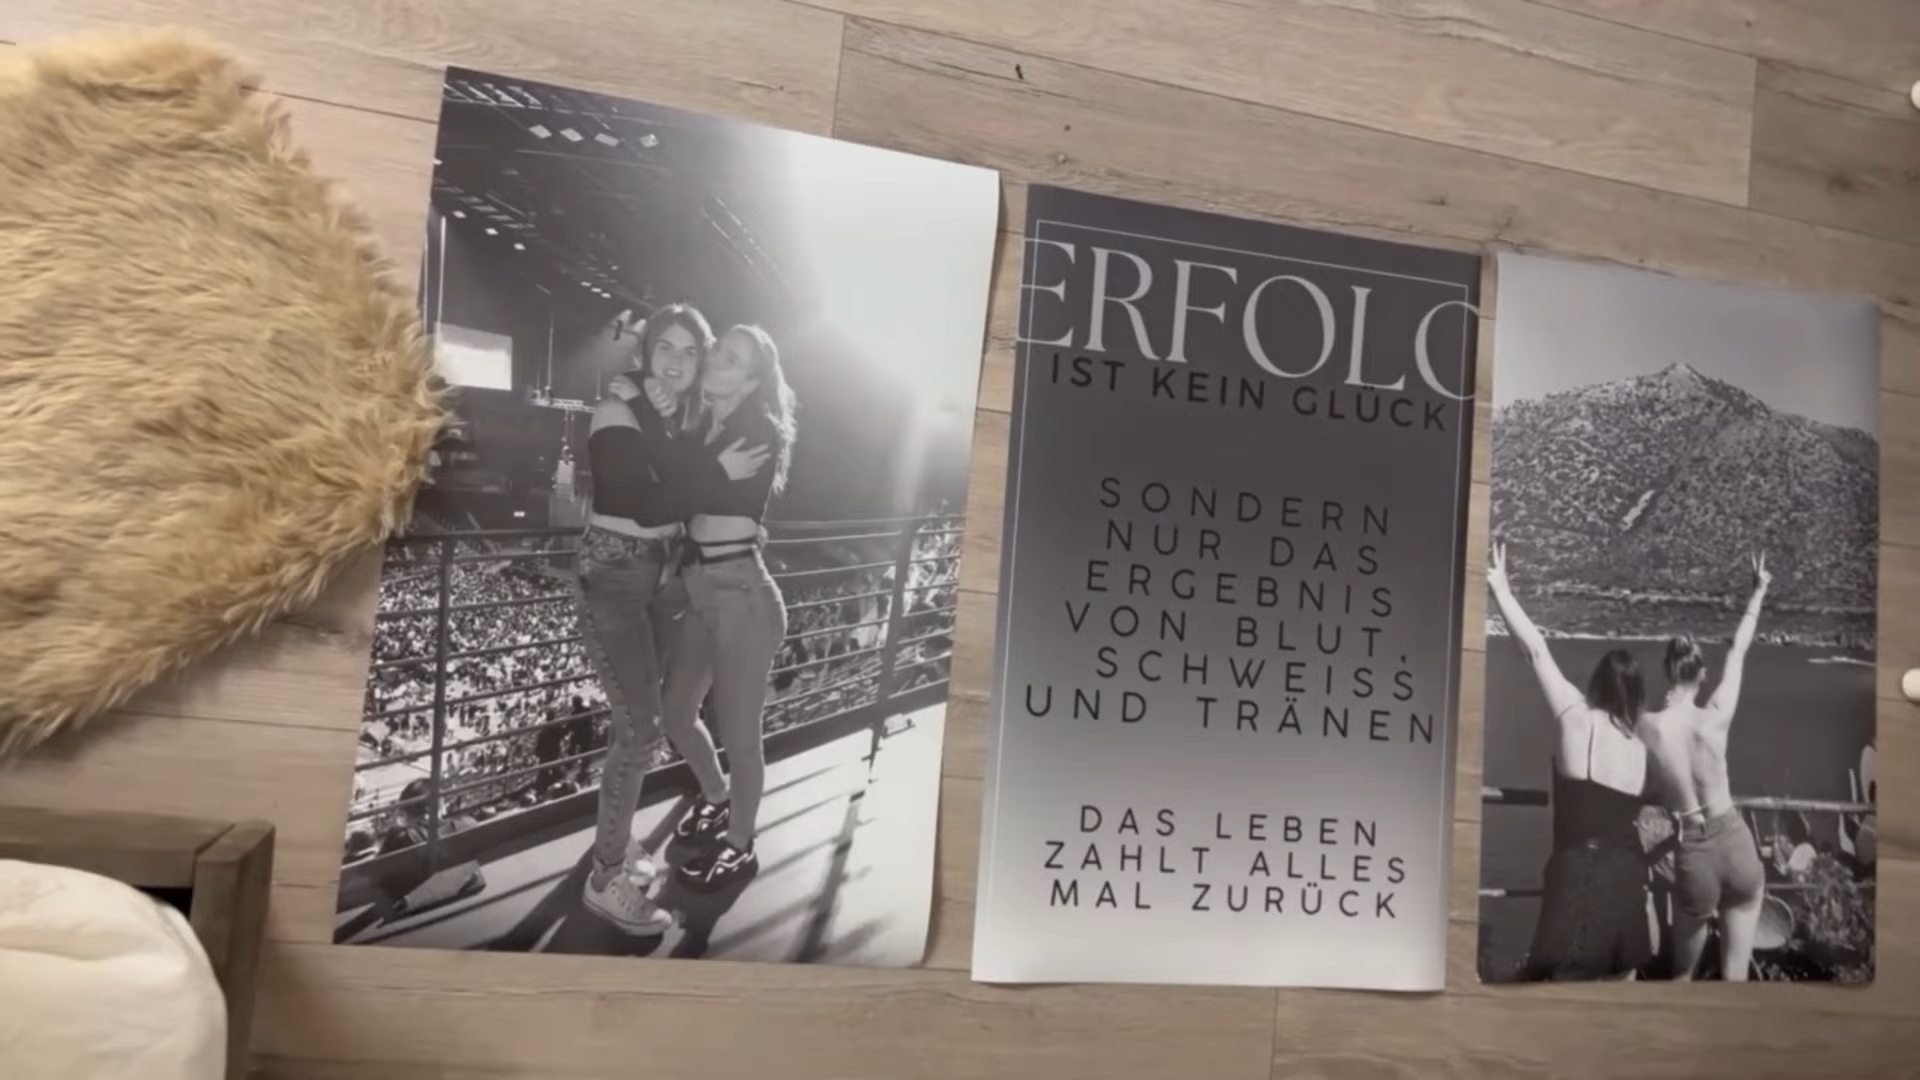 ERFOLG
IST KEIN GLÜCK
SONDERN
NUR DAS
ERGEBNIS
VON BLUT,
SCHWEISS
UND TRÄNEN
DAS LEBEN
ZAHLT ALLES
MAL ZURÜCK